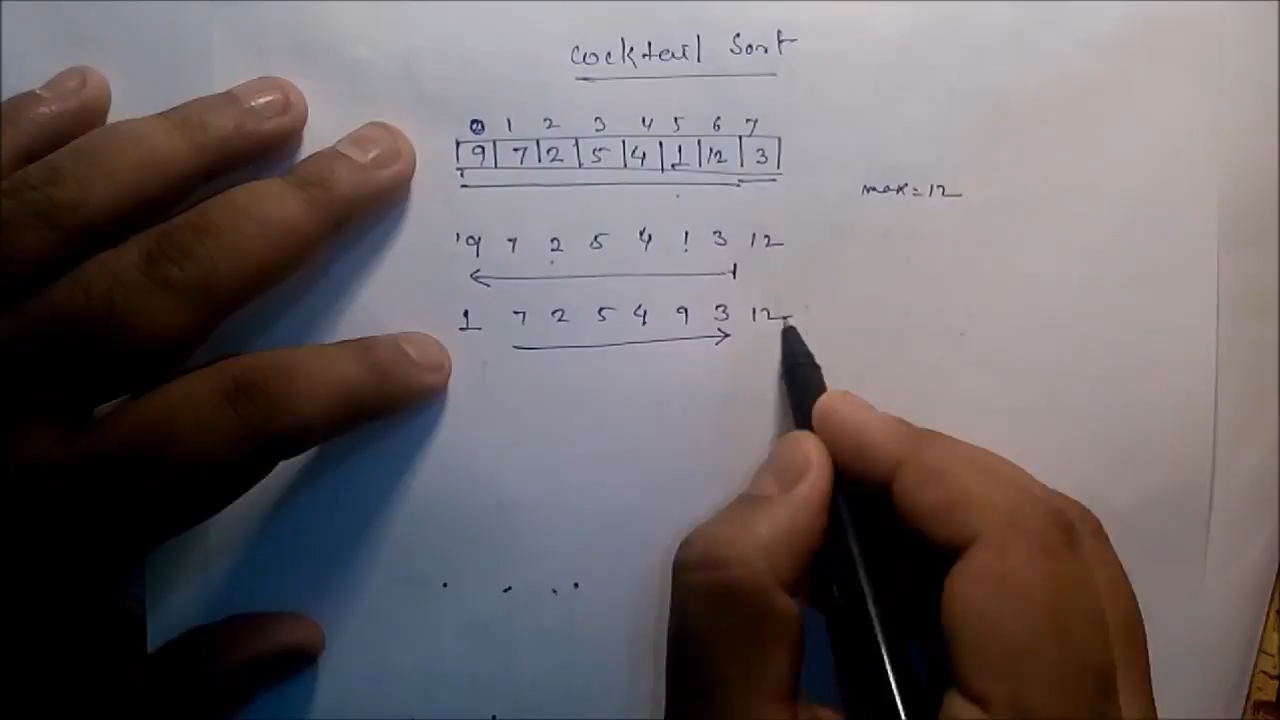 Cocktail Sort
0 1 2 3 4 5 6 7
9 7 2 5 4 1 12 3
max = 12
9 7 2 5 4 1 3 12
1 7 2 5 4 9 3 12